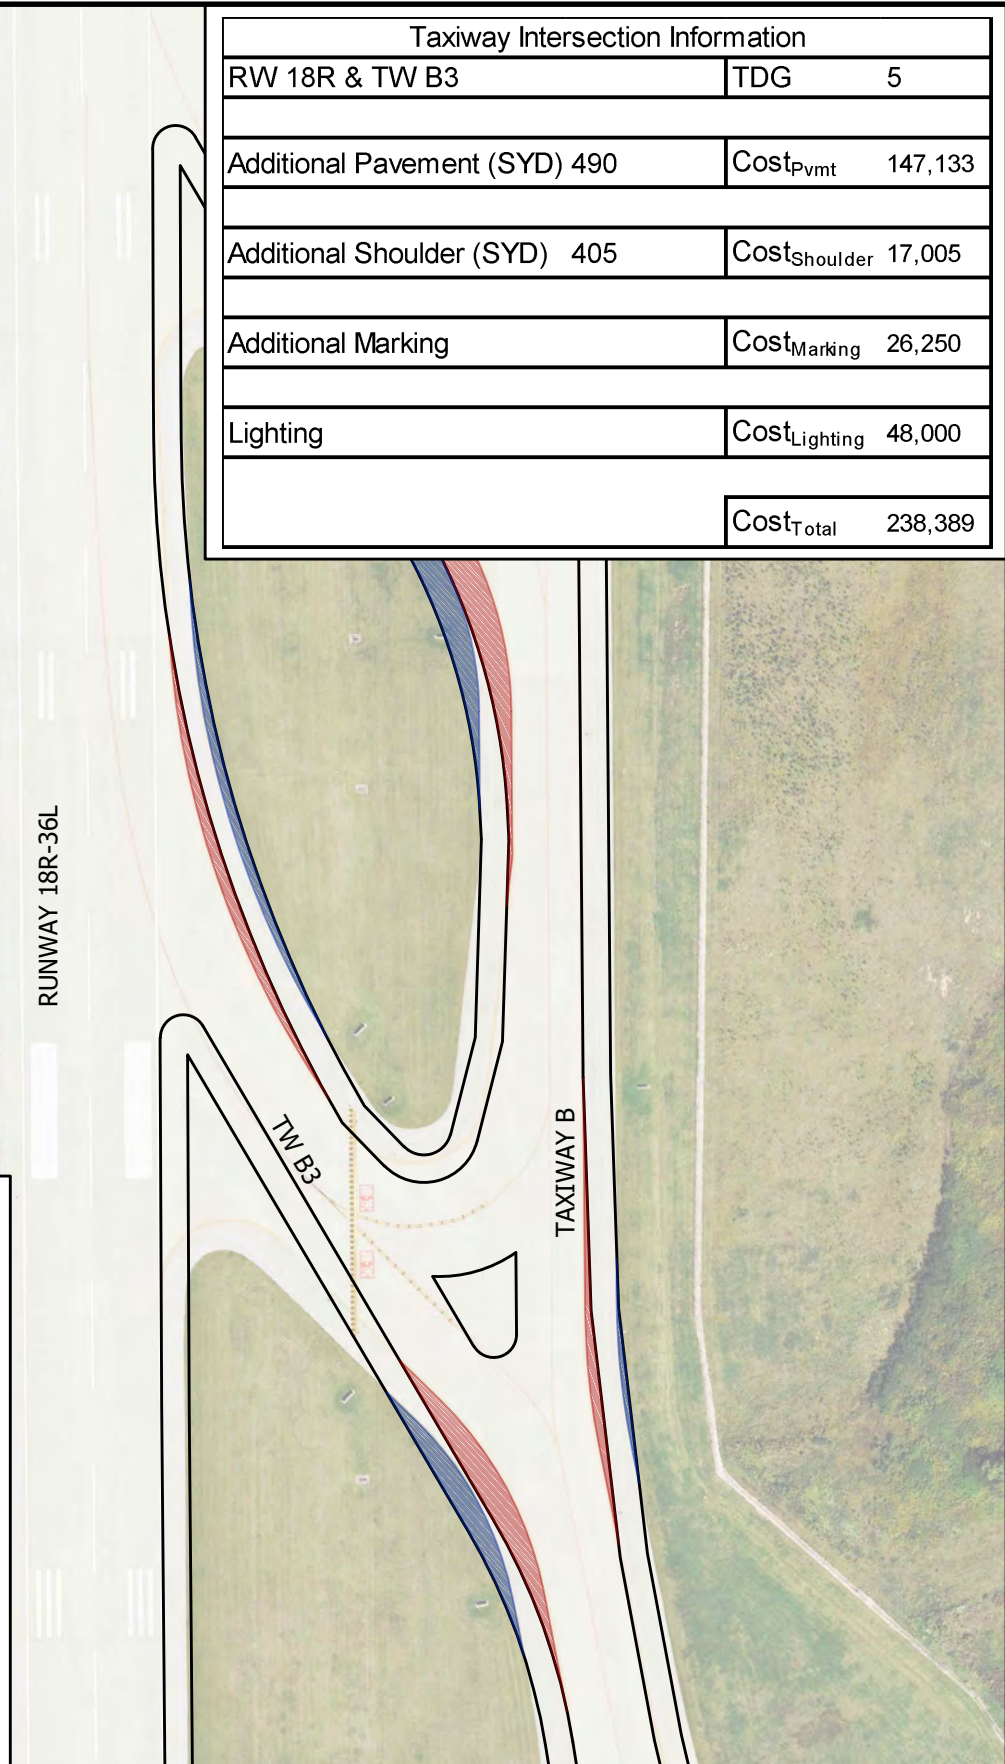 Taxiway Intersection Information
RW 18R & TW B3 TDG 5
Additional Pavement (SYD) 490 CostPvmt 147,133
Additional Shoulder (SYD) 405 CostShoulder 17,005
Additional Marking CostMarking 26,250
Lighting CostLighting 48,000
CostTotal 238,389
RUNWAY 18R-36L
TW B3
TAXIWAY B